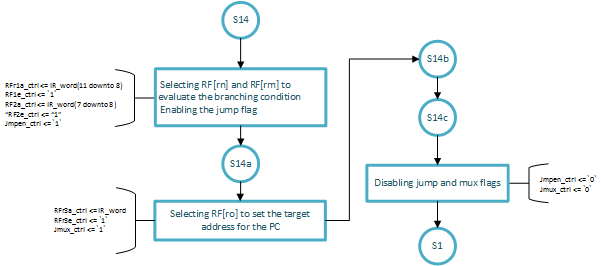 S14
RFr1a_ctrl <= IR_word(11 downto 8)
RF1e_ctrl <= `1`
RF2a_ctrl <= IR_word(7 downto 8)
"RF2e_ctrl <= "1"
Jmpen_ctrl <=`1`
Selecting RF[rn] and RF[rm] to
evaluate the branching condition
Enabling the jump flag
S14a
RFr3a_ctrl <=IR_word
RFr3e_ctrl <= `1`
Jmux_ctrl <= `1`
Selecting RF[ro] to set the target
address for the PC
S14b
S14c
Disabling jump and mux flags
Jmpen_ctrl <=`0`
Jmux_ctrl <= `0`
S1